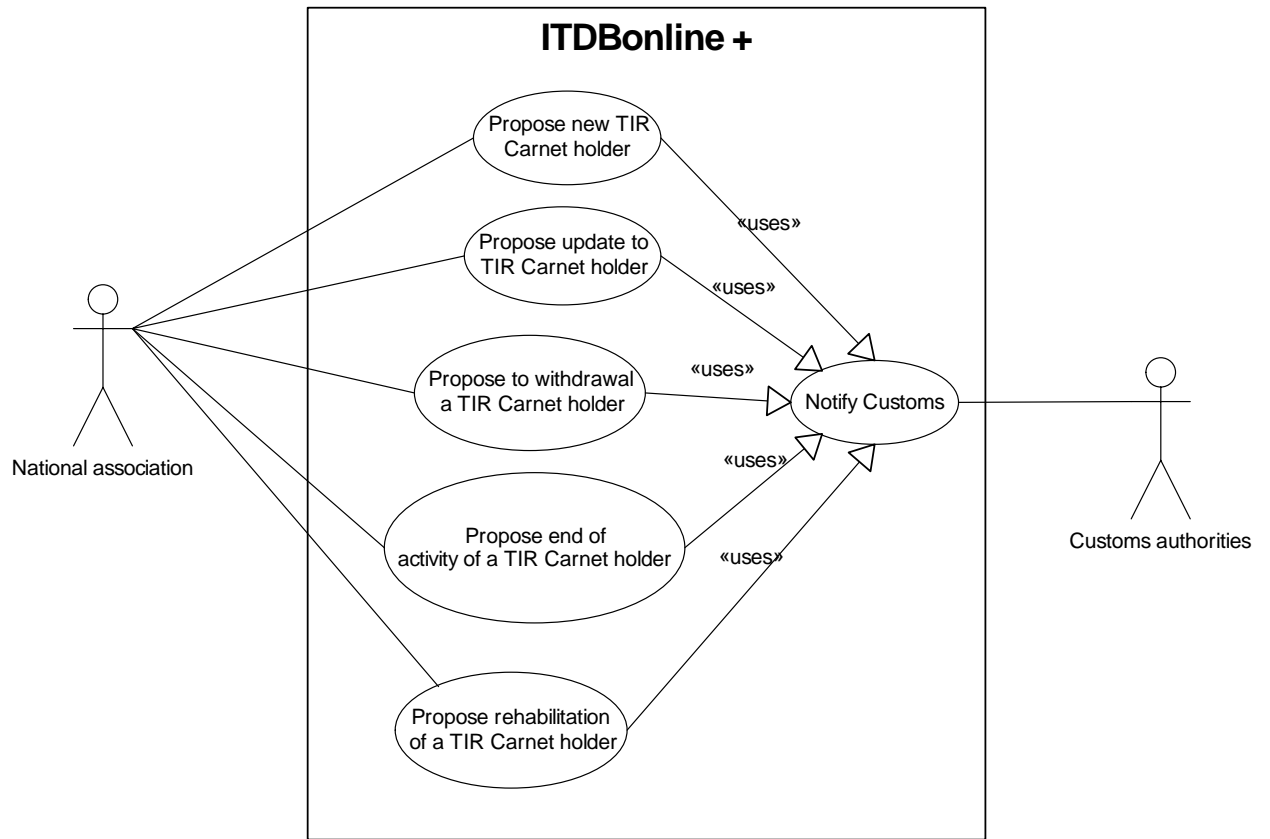 ITDBonline +
Propose new TIR
Carnet holder
«uses»
Propose update to
TIR Carnet holder
«uses»
Propose to withdrawal
a TIR Carnet holder
«uses»
Notify Customs
National association
«uses»
Propose end of
activity of a TIR Carnet holder
Customs authorities
«uses»
Propose rehabilitation
of a TIR Carnet holder